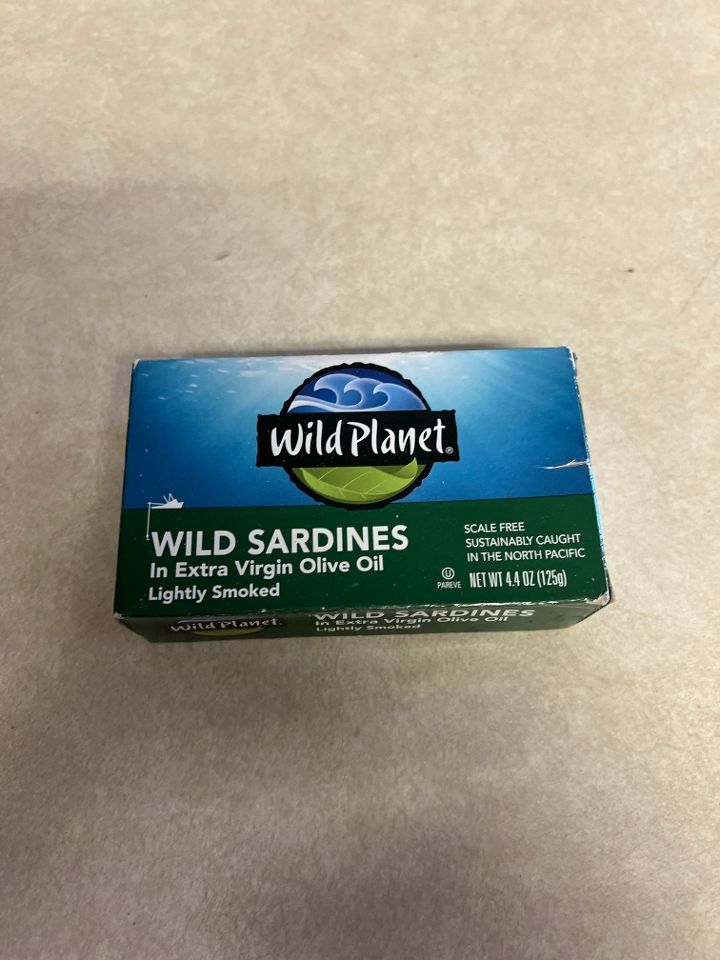 Wild Planet®
WILD SARDINES
In Extra Virgin Olive Oil
Lightly Smoked
SCALE FREE
SUSTAINABLY CAUGHT
IN THE NORTH PACIFIC
U
PAREVE
NET WT 4.4 OZ (125g)
Wild Planet
WILD SARDINES
In Extra Virgin Olive Oil
Lightly Smoked